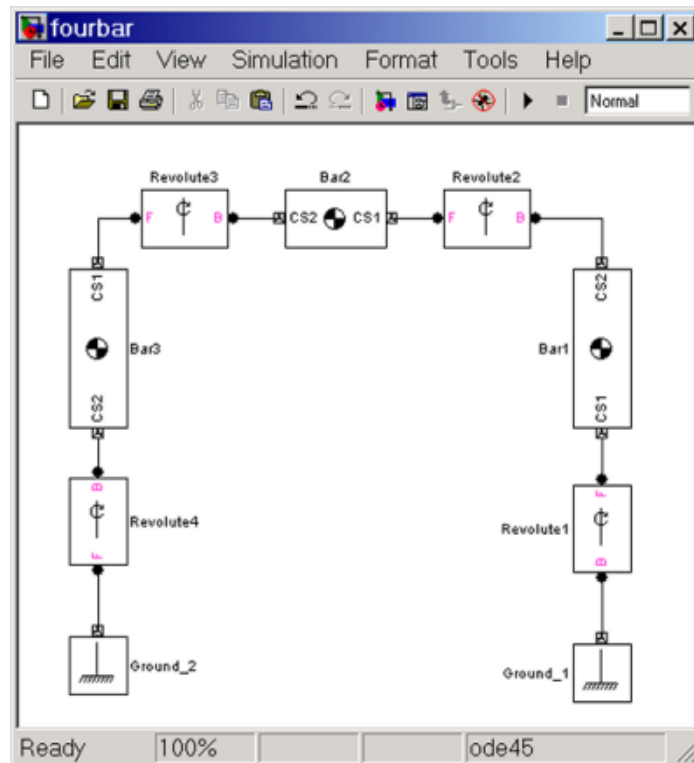 fourbar
File Edit View Simulation Format Tools Help
Normal
Revolute3 Bar2 Revolute2
F B CS2 CS1 F B
CS1 CS2
Bar3 Bar1
CS2 CS1
B F
Revolute4 Revolute1
F B
Ground_2 Ground_1
Ready 100% ode45